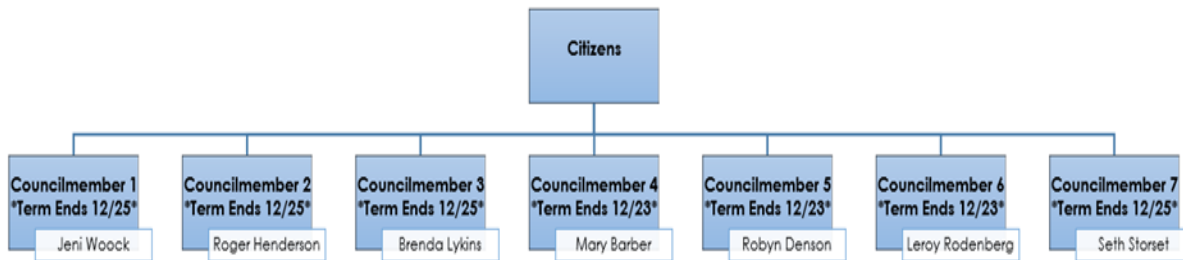 Citizens
Councilmember 1
*Term Ends 12/25*
Jeni Woock
Councilmember 2
*Term Ends 12/25*
Roger Henderson
Councilmember 3
*Term Ends 12/25*
Brenda Lykins
Councilmember 4
*Term Ends 12/23*
Mary Barber
Councilmember 5
*Term Ends 12/23*
Robyn Denson
Councilmember 6
*Term Ends 12/23*
Leroy Rodenberg
Councilmember 7
*Term Ends 12/25*
Seth Storset